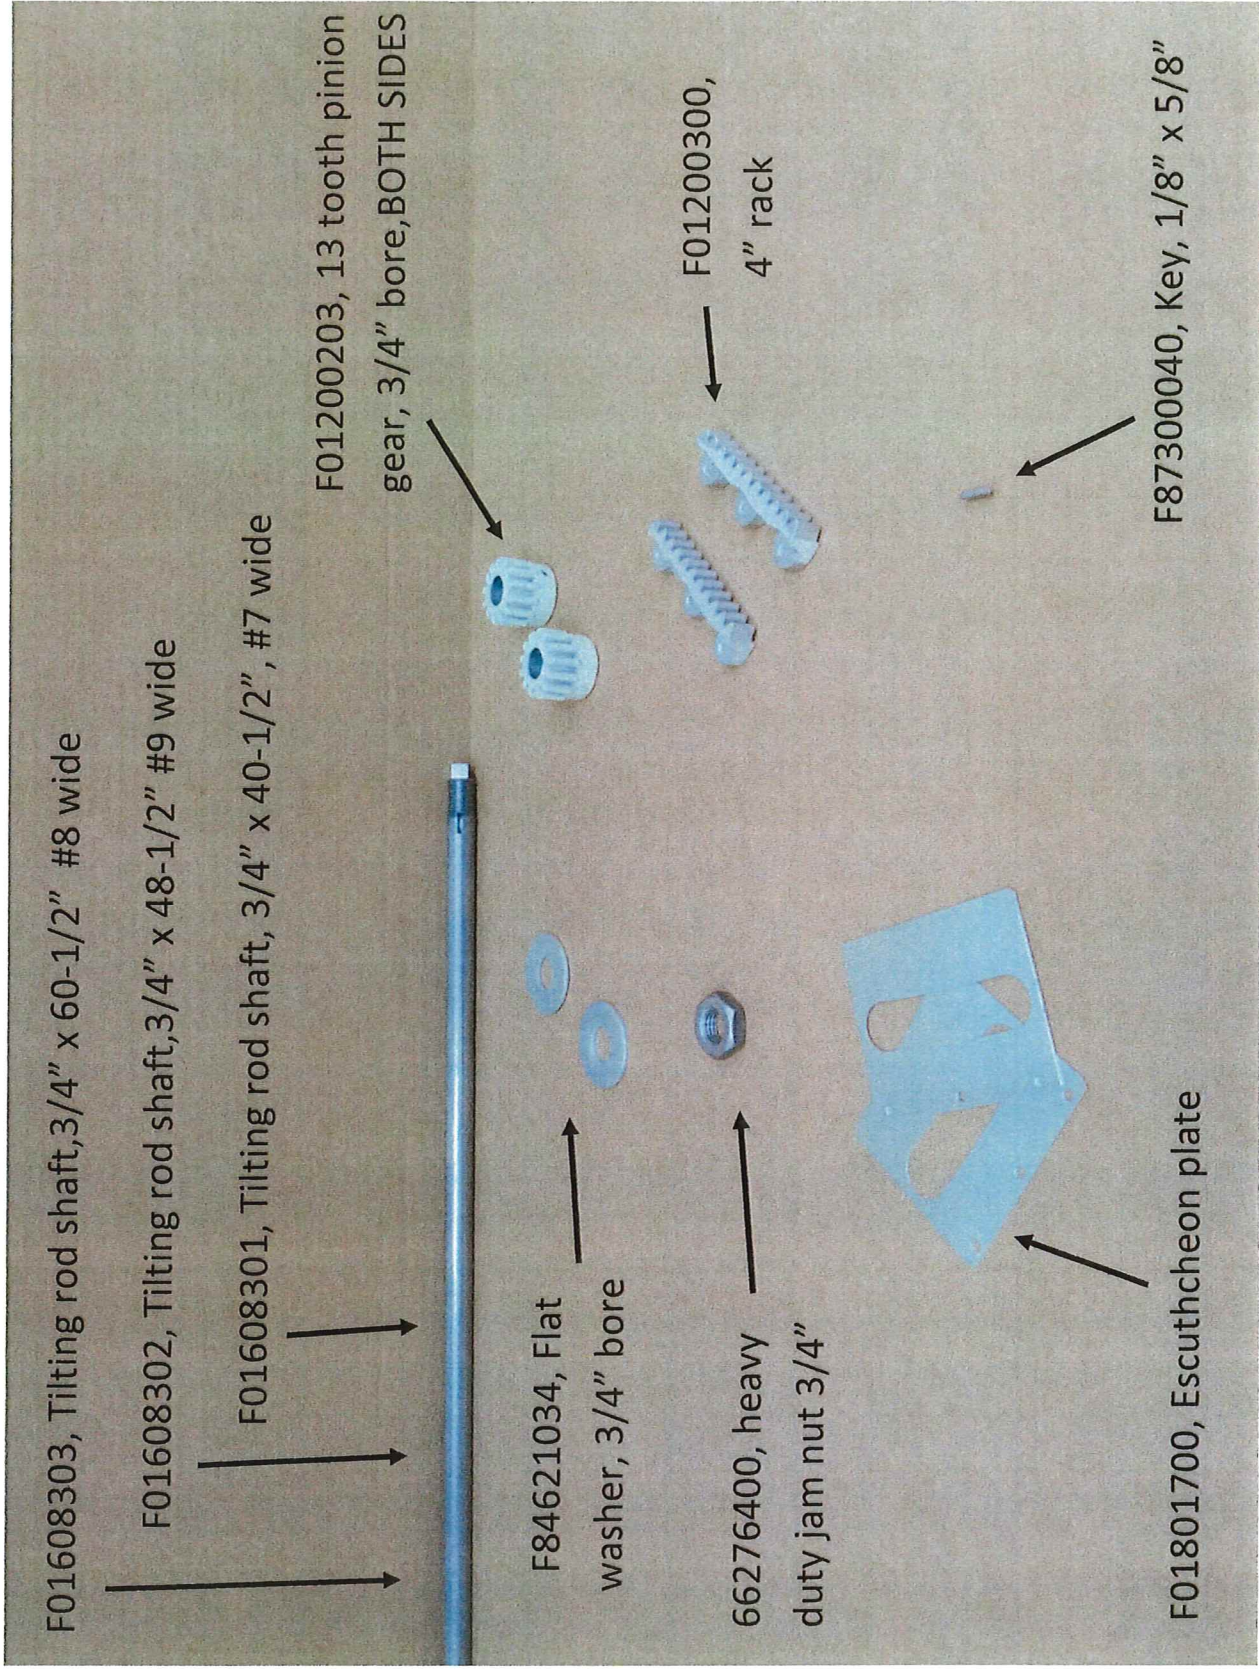 F01608303, Tilting rod shaft,3/4” x 60-1/2”  #8 wide
F01608302, Tilting rod shaft,3/4” x 48-1/2” #9 wide
F01608301, Tilting rod shaft, 3/4” x 40-1/2”, #7 wide
F01200203, 13 tooth pinion
gear, 3/4” bore,BOTH SIDES
F84621034, Flat
washer, 3/4” bore
F01200300,
4” rack
66276400, heavy
duty jam nut 3/4”
F01801700, Escuthcheon plate
F87300040, Key, 1/8” x 5/8”